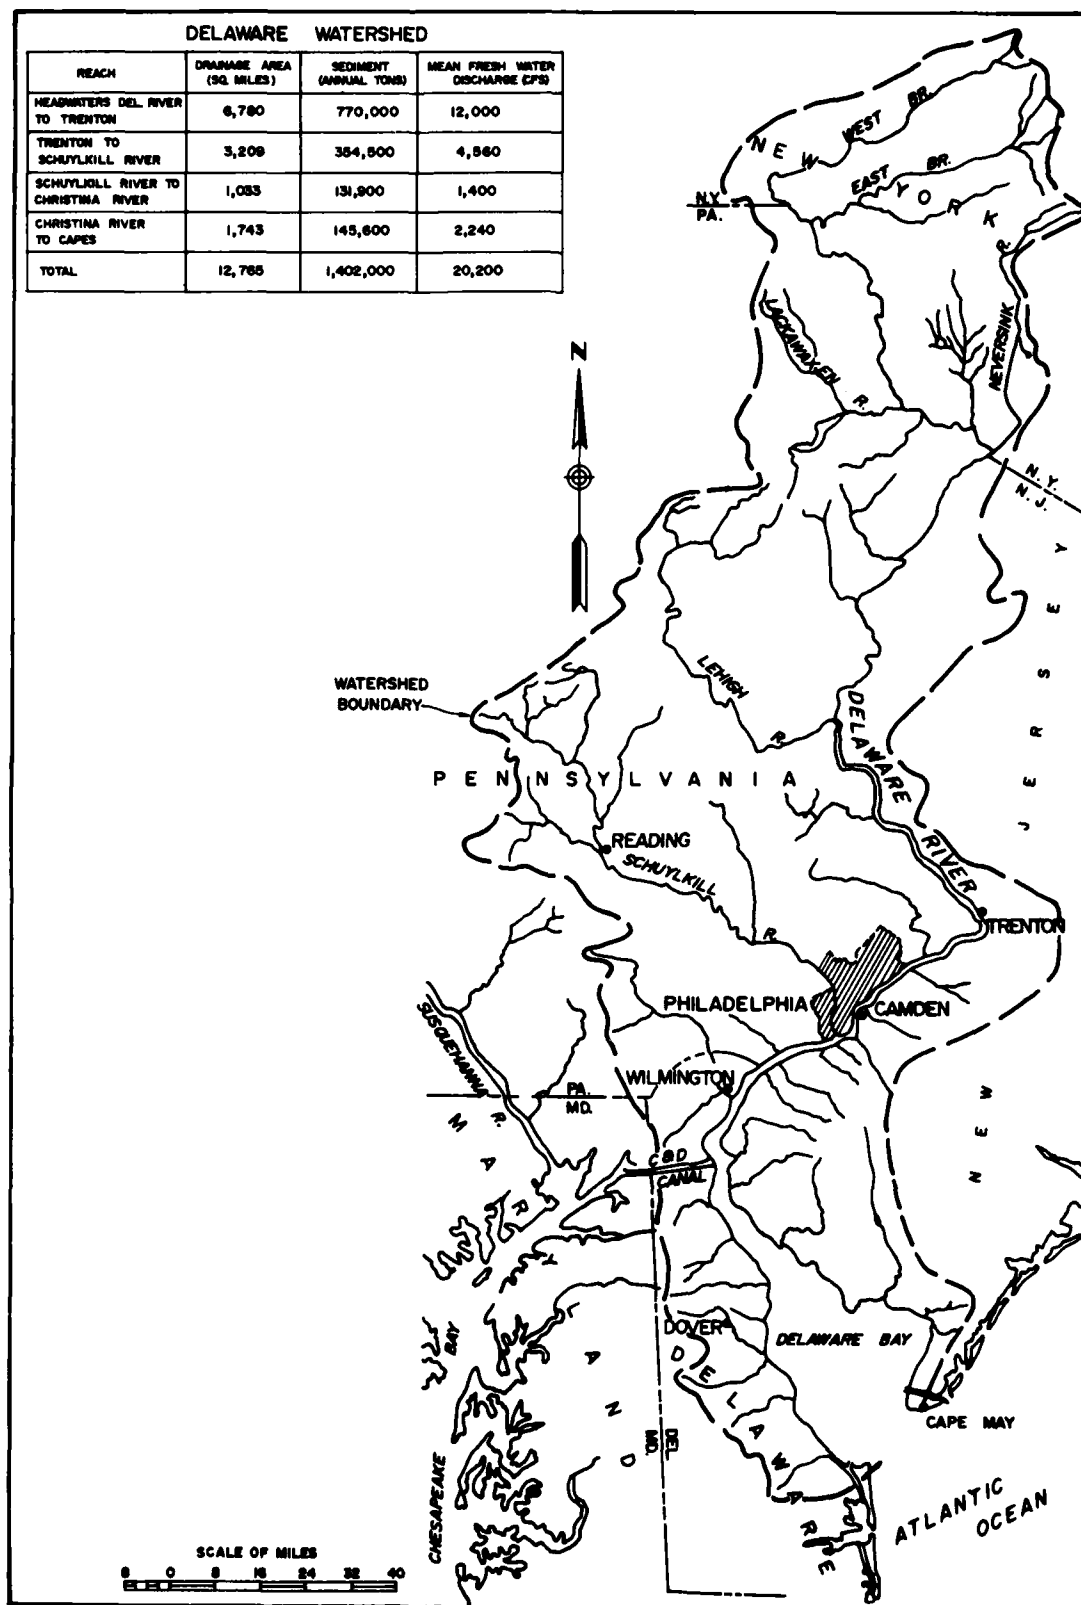 DELAWARE WATERSHED
REACH
DRAINAGE AREA (SQ. MILES)
SEDIMENT (ANNUAL TONS)
MEAN FRESH WATER DISCHARGE (CFS)
HEADWATERS DEL. RIVER TO TRENTON
6,780
770,000
12,000
TRENTON TO SCHUYLKILL RIVER
3,209
354,500
4,560
SCHUYLKILL RIVER TO CHRISTINA RIVER
1,033
131,900
1,400
CHRISTINA RIVER TO CAPES
1,743
145,600
2,240
TOTAL
12,765
1,402,000
20,200
NEW YORK
WEST BR.
EAST BR.
N.Y.
PA.
LACKAWAXEN R.
NEVERSINK R.
N
N.Y.
N.J.
NEW JERSEY
WATERSHED
BOUNDARY
LEHIGH R.
DELAWARE RIVER
PENNSYLVANIA
READING
SCHUYLKILL R.
TRENTON
PHILADELPHIA
CAMDEN
SUSQUEHANNA R.
WILMINGTON
PA.
MD.
MARYLAND
C & D
CANAL
DOVER
DELAWARE BAY
DELAWARE
CAPE MAY
DEL
MD.
CHESAPEAKE BAY
ATLANTIC
OCEAN
SCALE OF MILES
8 0 8 16 24 32 40